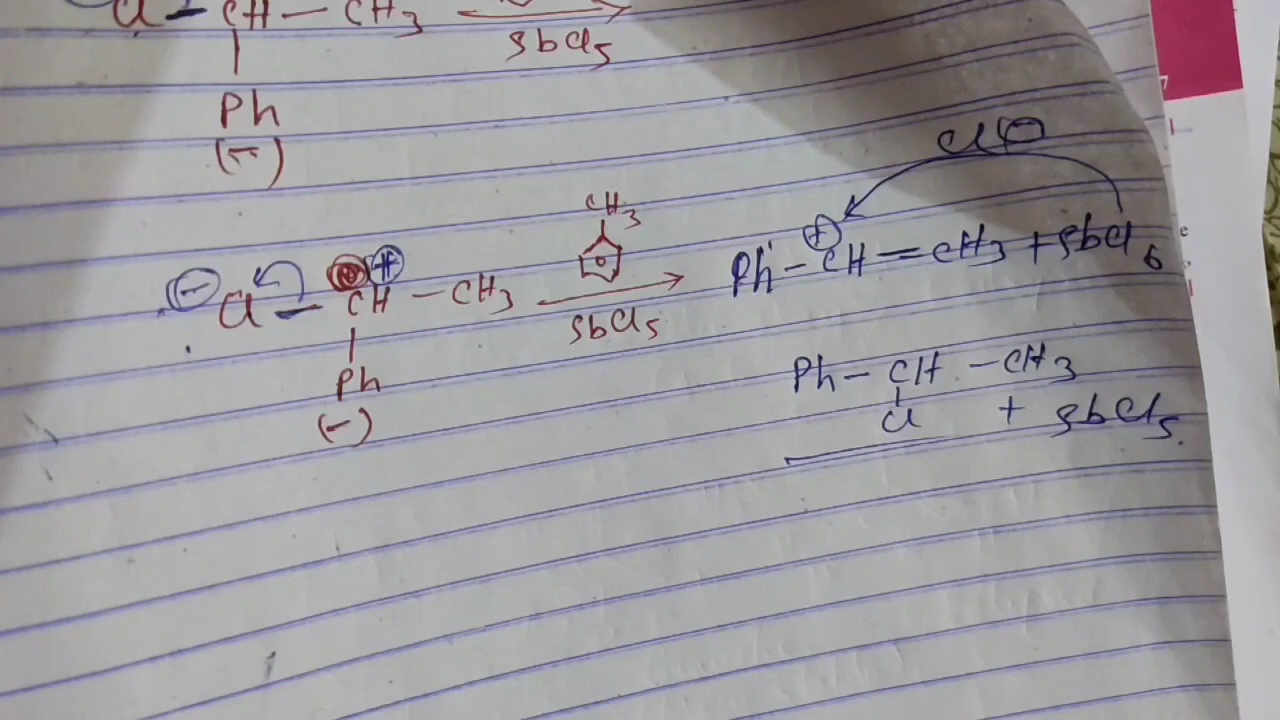 Cl — CH — CH3 → SbCl5
|
Ph
(-)
Cl⊖
CH3
⊖ Cl — CH⊕ — CH3 → SbCl5 Ph — CH⊕ = CH3 + SbCl6
|
Ph
(-)
Ph — CH — CH3
|
Cl + SbCl5